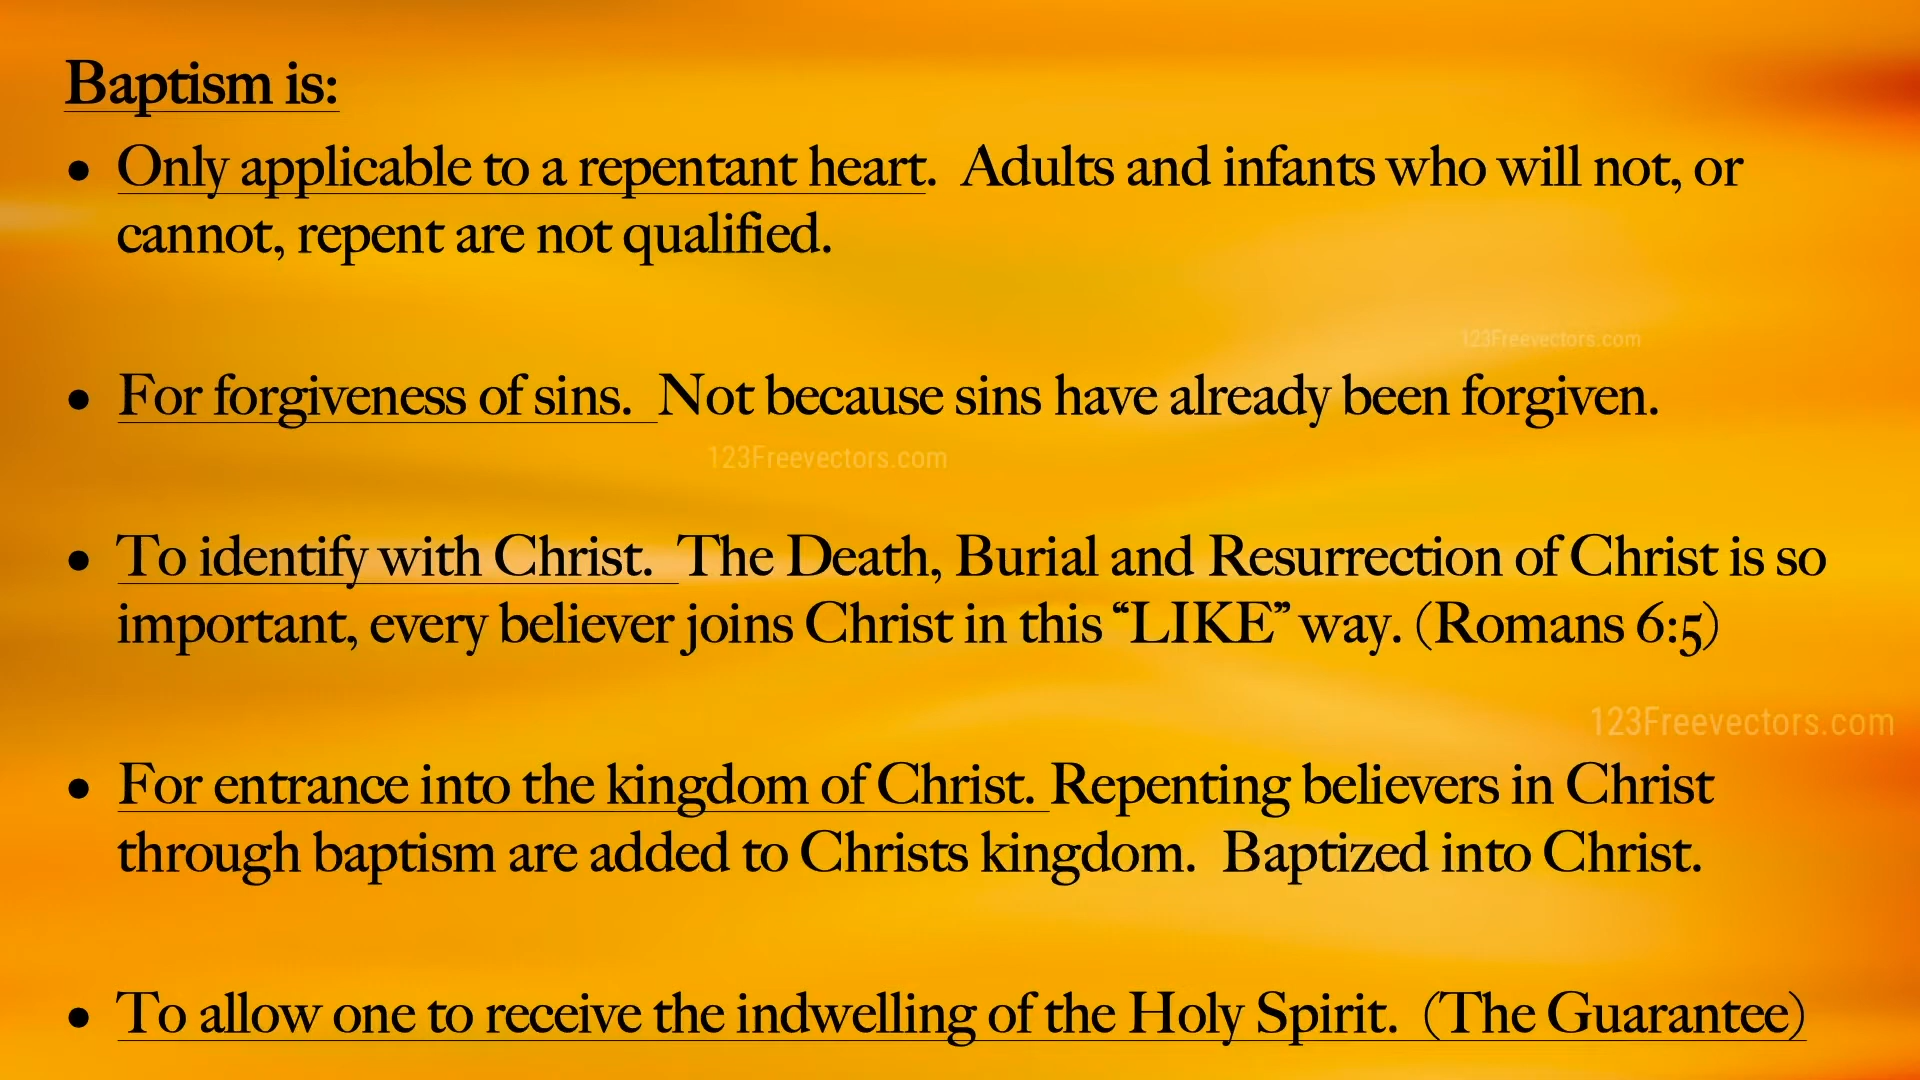 Baptism is:
• Only applicable to a repentant heart.  Adults and infants who will not, or
cannot, repent are not qualified.
123Freevectors.com
• For forgiveness of sins.  Not because sins have already been forgiven.
123Freevectors.com
• To identify with Christ.  The Death, Burial and Resurrection of Christ is so
important, every believer joins Christ in this “LIKE” way. (Romans 6:5)
123Freevectors.com
• For entrance into the kingdom of Christ. Repenting believers in Christ
through baptism are added to Christs kingdom.  Baptized into Christ.
• To allow one to receive the indwelling of the Holy Spirit.  (The Guarantee)